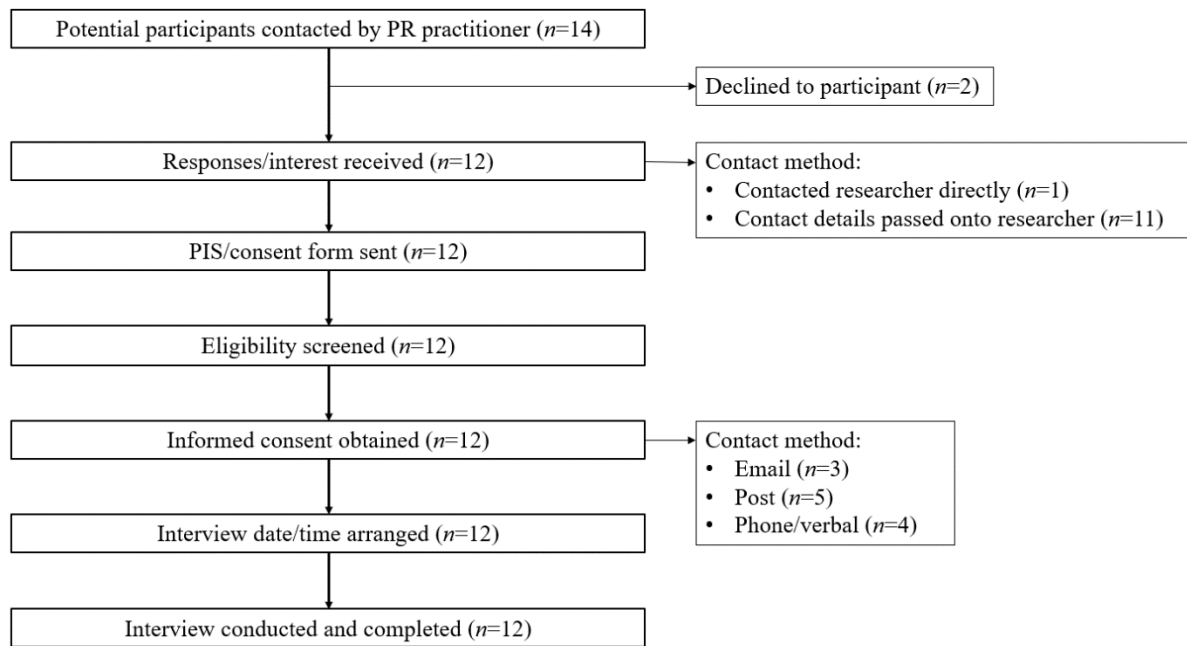 Potential participants contacted by PR practitioner (n=14)
Declined to participant (n=2)
Responses/interest received (n=12)
Contact method:
• Contacted researcher directly (n=1)
• Contact details passed onto researcher (n=11)
PIS/consent form sent (n=12)
Eligibility screened (n=12)
Informed consent obtained (n=12)
Contact method:
• Email (n=3)
• Post (n=5)
• Phone/verbal (n=4)
Interview date/time arranged (n=12)
Interview conducted and completed (n=12)